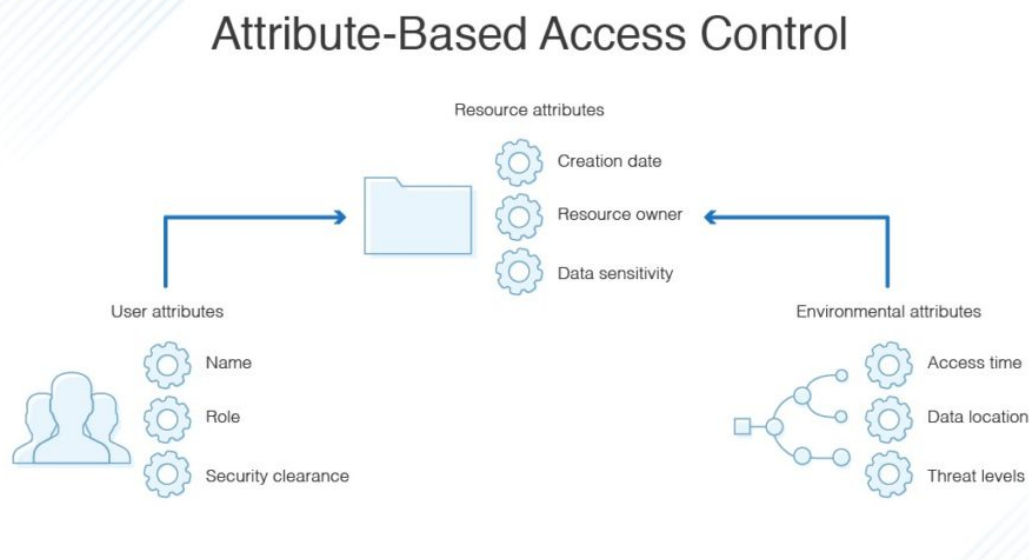 Attribute-Based Access Control
Resource attributes
Creation date
Resource owner
Data sensitivity
User attributes
Name
Role
Security clearance
Environmental attributes
Access time
Data location
Threat levels